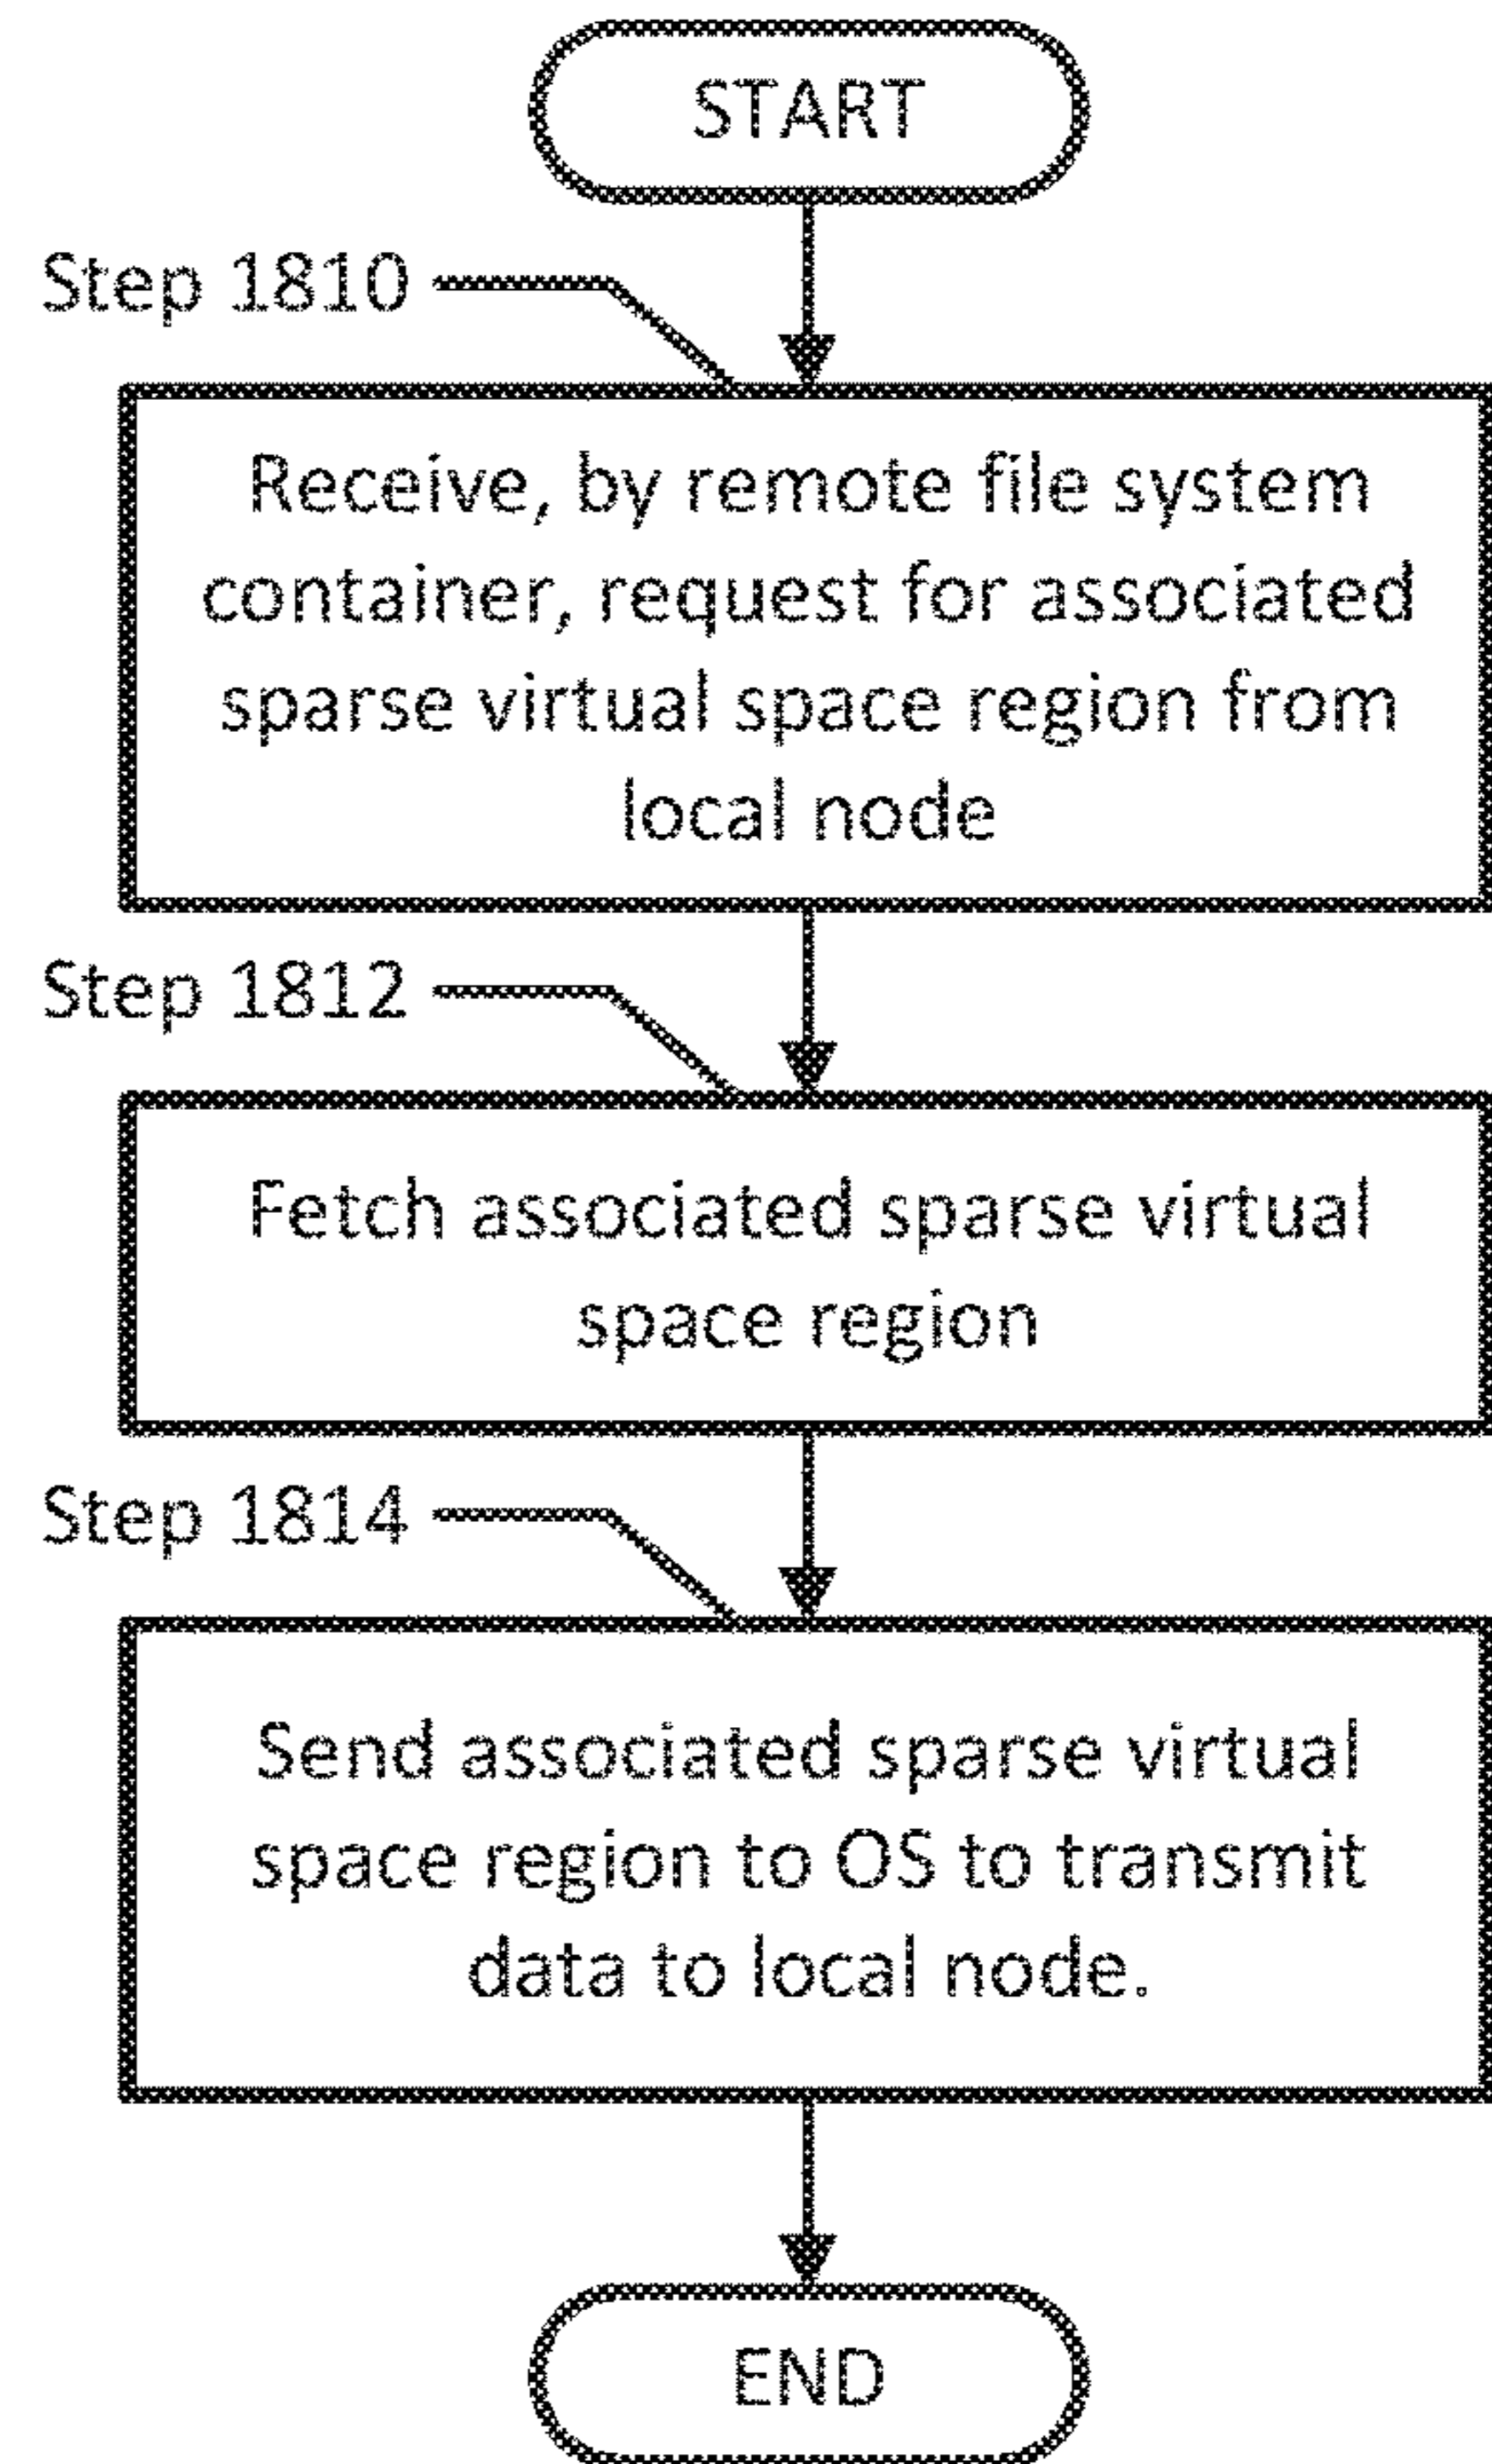 START
Step 1810
Receive, by remote file system
container, request for associated
sparse virtual space region from
local node
Step 1812
Fetch associated sparse virtual
space region
Step 1814
Send associated sparse virtual
space region to OS to transmit
data to local node.
END